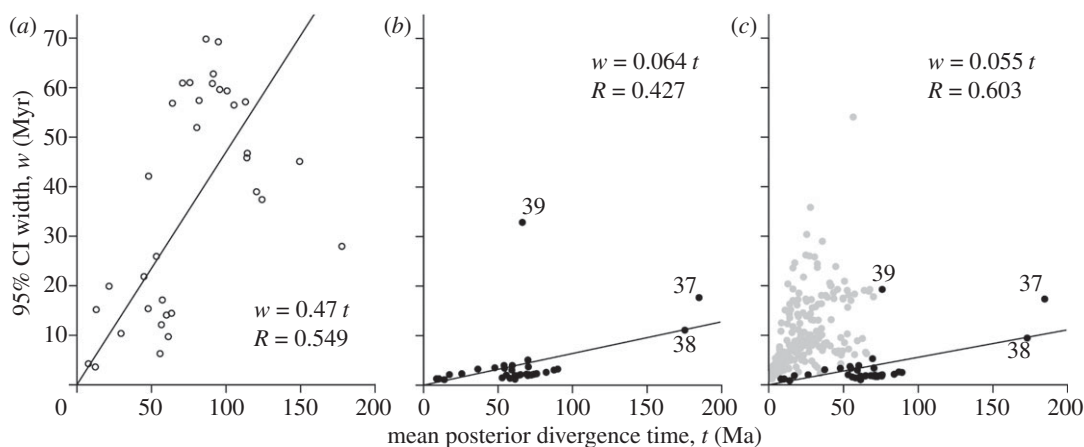 (a)
(b)
(c)
70
60
50
40
30
20
10
95% CI width, w (Myr)
w = 0.47 t
R = 0.549
w = 0.064 t
R = 0.427
39
37
38
w = 0.055 t
R = 0.603
39
37
38
0 50 100 150 200
0 50 100 150 200
0 50 100 150 200
mean posterior divergence time, t (Ma)